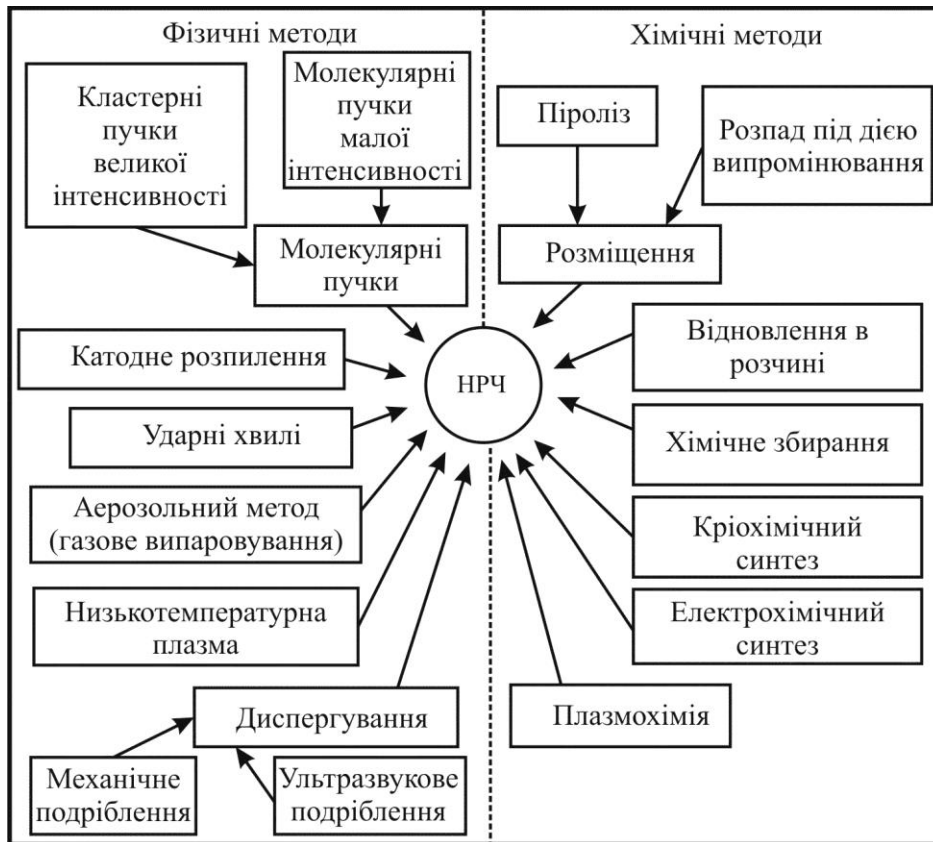 Фізичні методи
Хімічні методи
Кластерні
пучки
великої
інтенсивності
Молекулярні
пучки
малої
інтенсивності
Піроліз
Розпад під дією
випромінювання
Молекулярні
пучки
Розміщення
Катодне розпилення
Відновлення в
розчині
НРЧ
Ударні хвилі
Хімічне збирання
Аерозольний метод
(газове випаровування)
Кріохімічний
синтез
Низькотемпературна
плазма
Електрохімічний
синтез
Диспергування
Плазмохімія
Механічне
подріблення
Ультразвукове
подріблення